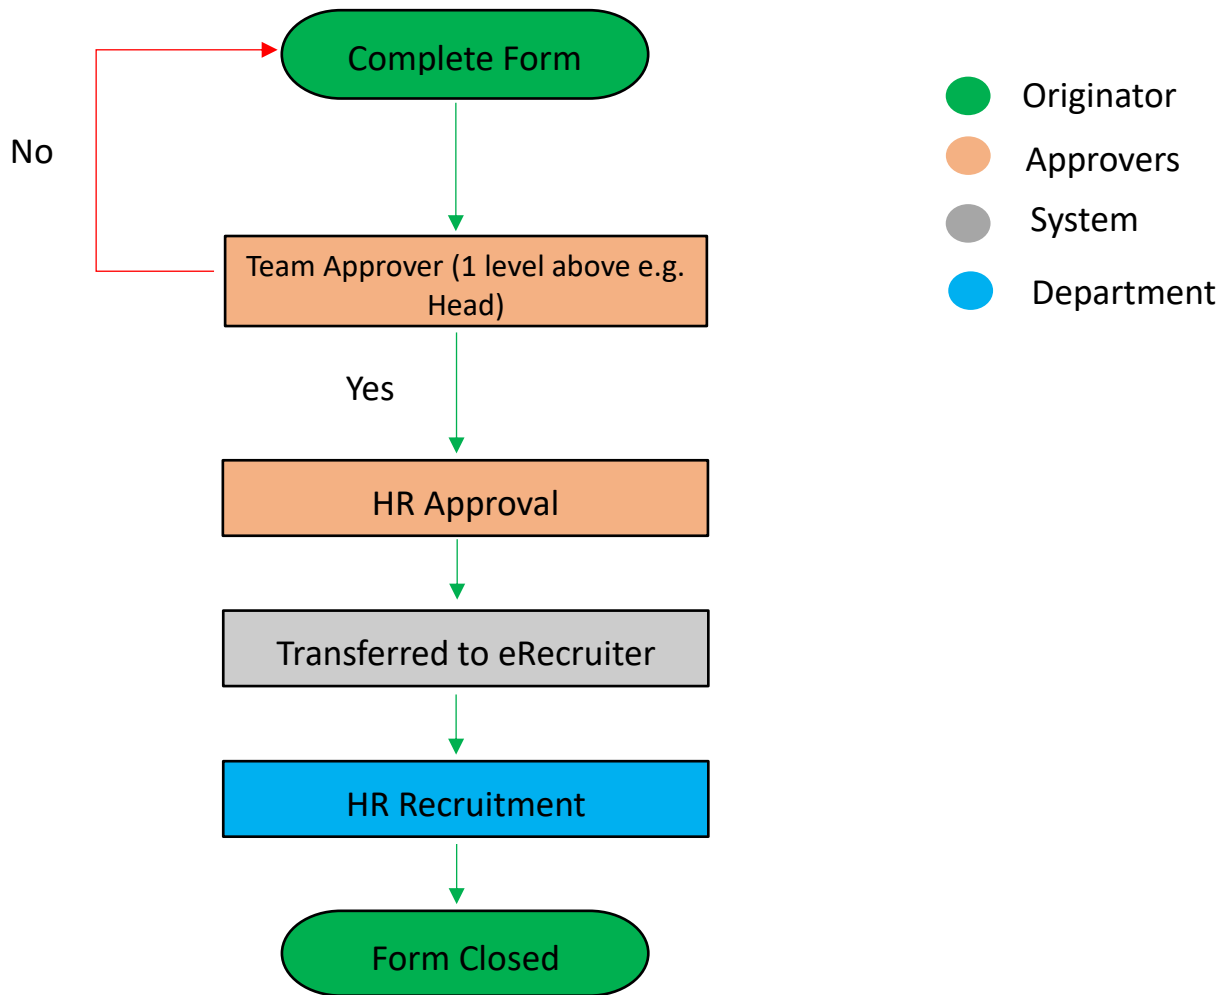 Complete Form
No
Team Approver (1 level above e.g.
Head)
Yes
HR Approval
Transferred to eRecruiter
HR Recruitment
Form Closed
Originator
Approvers
System
Department